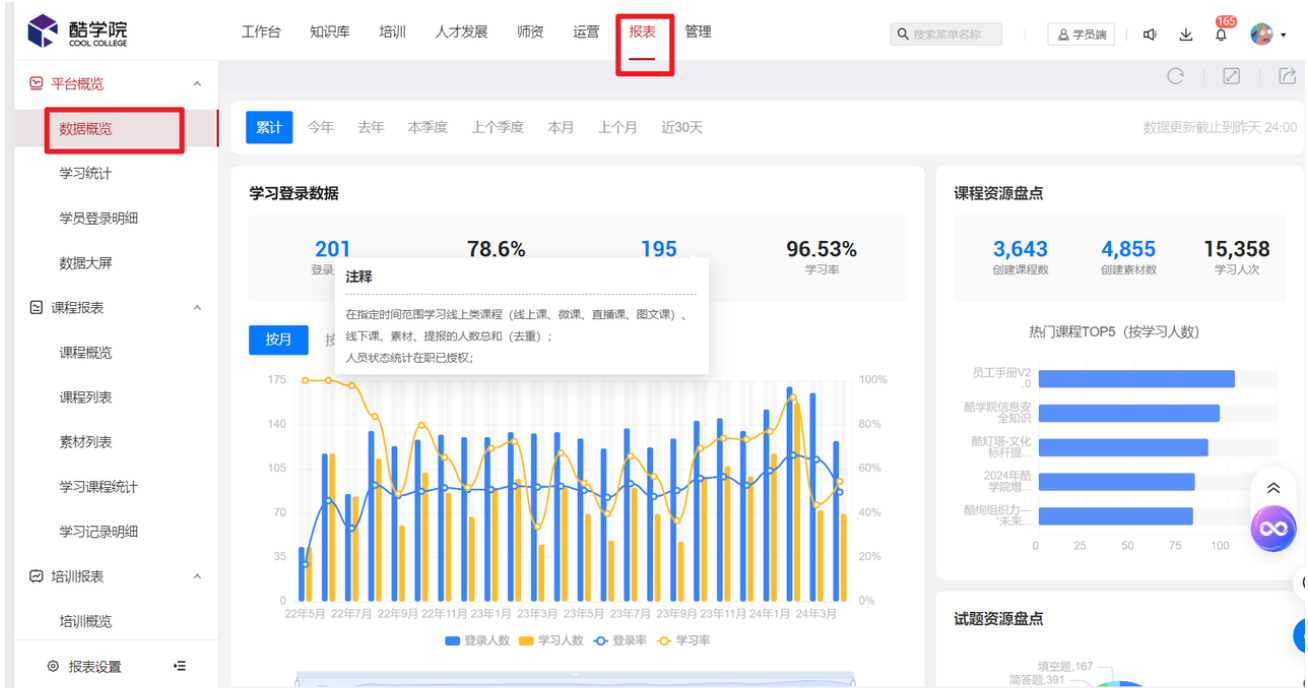 酷学院
COOL COLLEGE
工作台 知识库 培训 人才发展 师资 运营 报表 管理
搜索菜单名称
学员端
165
平台概览
数据概览
学习统计
学员登录明细
数据大屏
课程报表
课程概览
课程列表
素材列表
学习课程统计
学习记录明细
培训报表
培训概览
报表设置
累计 今年 去年 本季度 上个季度 本月 上个月 近30天
数据更新截止到昨天 24:00
学习登录数据
201 78.6% 195 96.53%
登录 学习率
注释
在指定时间范围学习线上类课程（线上课、微课、直播课、图文课）、
线下课、素材、提报的人数总和（去重）；
人员状态统计在职已授权；
按月
175 100%
140 80%
105 60%
70 40%
35 20%
0 0%
22年5月 22年7月 22年9月 22年11月 23年1月 23年3月 23年5月 23年7月 23年9月 23年11月 24年1月 24年3月
登录人数 学习人数 登录率 学习率
课程资源盘点
3,643 4,855 15,358
创建课程数 创建素材数 学习人次
热门课程TOP5（按学习人数）
员工手册V2
.0
酷学院信息安
全知识
酷灯塔-文化
标杆提...
2024年酷
学院增...
酷绚组织力—
"未来...
0 25 50 75 100
试题资源盘点
填空题,167
简答题,391